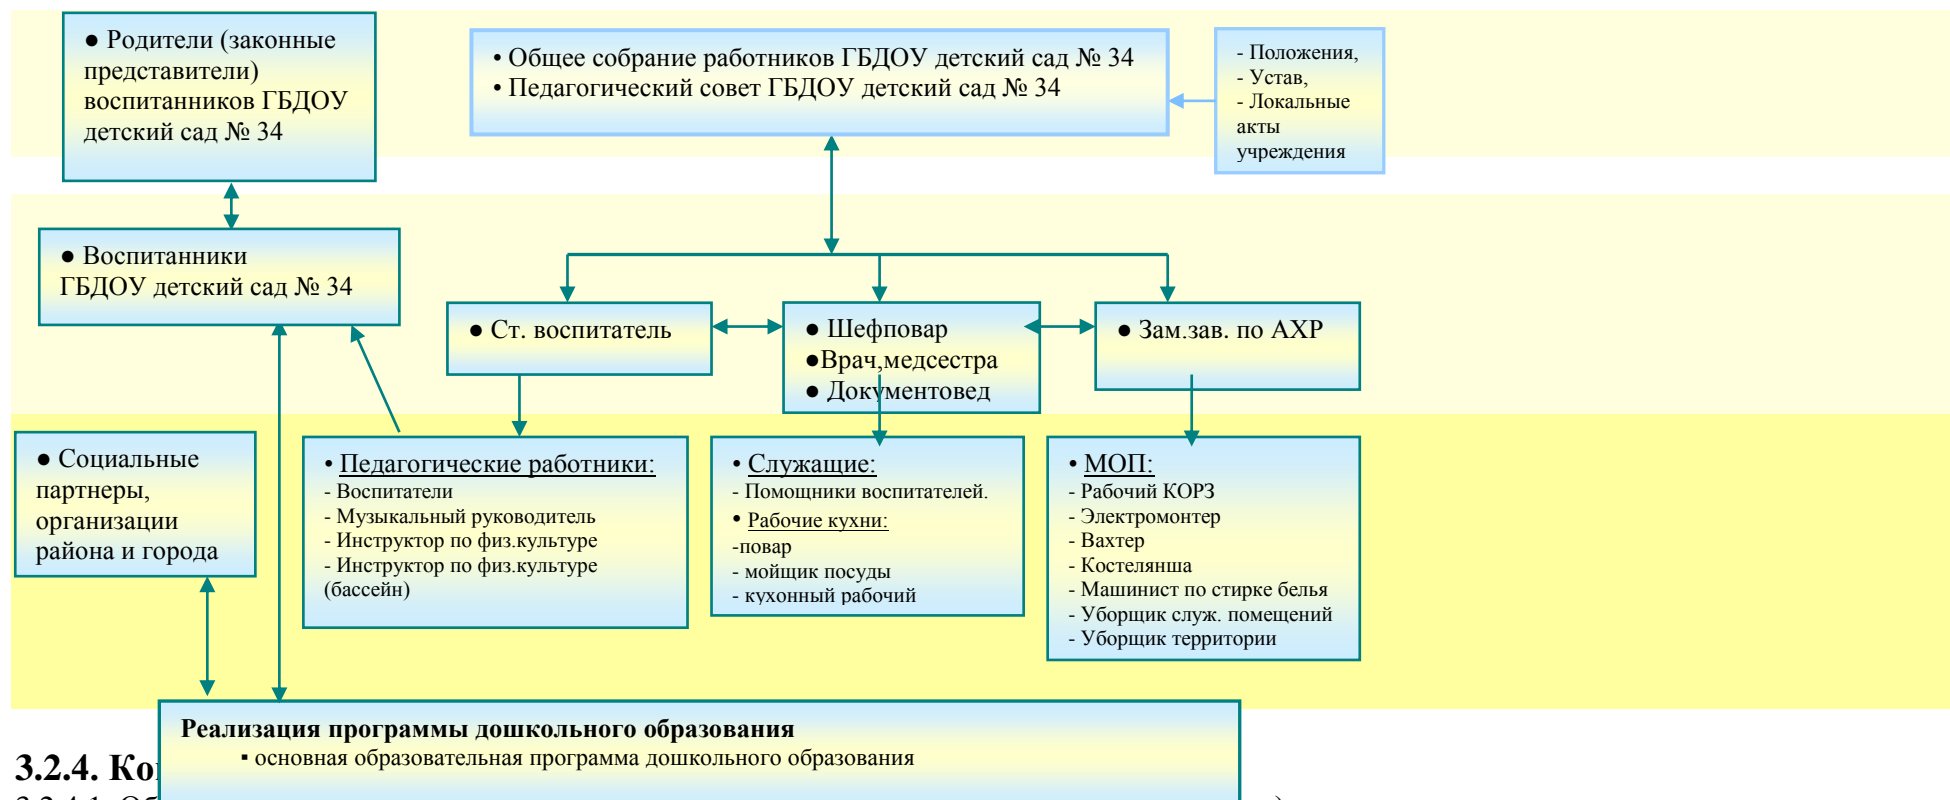 ● Родители (законные
представители)
воспитанников ГБДОУ
детский сад № 34
• Общее собрание работников ГБДОУ детский сад № 34
• Педагогический совет ГБДОУ детский сад № 34
- Положения,
- Устав,
- Локальные
акты
учреждения
● Воспитанники
ГБДОУ детский сад № 34
● Ст. воспитатель
● Шефповар
●Врач,медсестра
● Документовед
● Зам.зав. по АХР
● Социальные
партнеры,
организации
района и города
• Педагогические работники:
- Воспитатели
- Музыкальный руководитель
- Инструктор по физ.культуре
- Инструктор по физ.культуре
(бассейн)
• Служащие:
- Помощники воспитателей.
• Рабочие кухни:
-повар
- мойщик посуды
- кухонный рабочий
• МОП:
- Рабочий КОРЗ
- Электромонтер
- Вахтер
- Костелянша
- Машинист по стирке белья
- Уборщик служ. помещений
- Уборщик территории
Реализация программы дошкольного образования
▪ основная образовательная программа дошкольного образования
3.2.4.